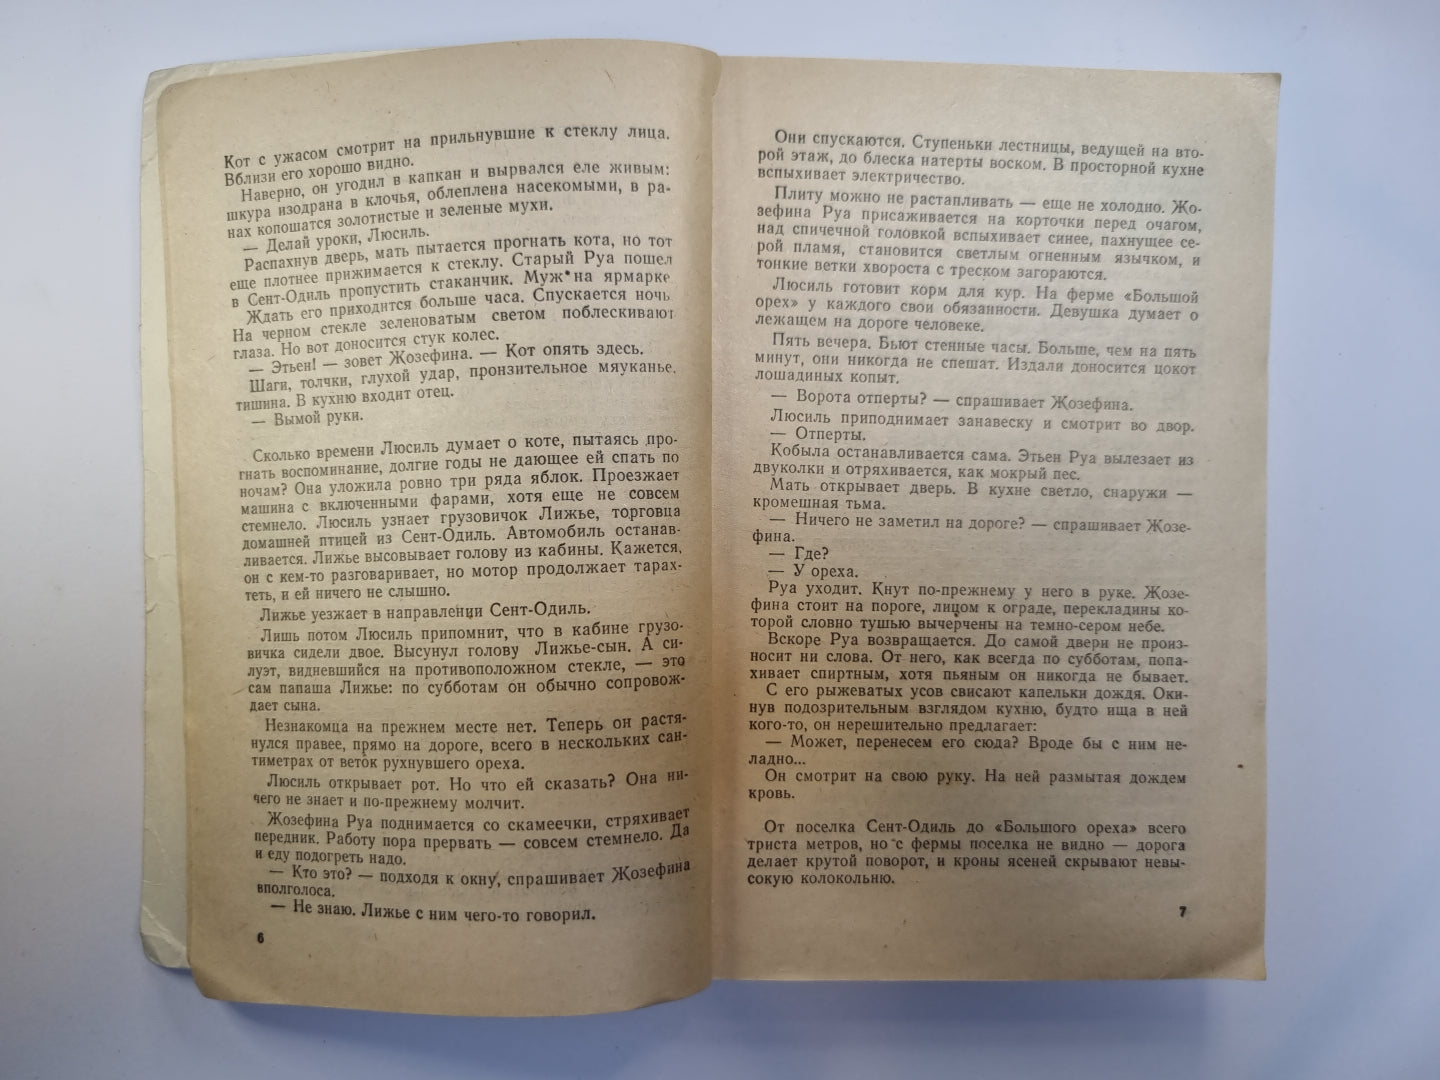 Кот с ужасом смотрит на прильнувшие к стеклу лица.
Вблизи его хорошо видно.
Наверно, он угодил в капкан и вырвался еле живым:
шкура изодрана в клочья, облеплена насекомыми, в ра-
нах копошатся золотистые и зеленые мухи.
— Делай уроки, Люсиль.
Распахнув дверь, мать пытается прогнать кота, но тот
еще плотнее прижимается к стеклу. Старый Руа пошел
в Сент-Одиль пропустить стаканчик. Муж на ярмарке
Ждать его приходится больше часа. Спускается ночь
На черном стекле зеленоватым светом поблескивают
глаза. Но вот доносится стук колес.
— Этьен! — зовет Жозефина. — Кот опять здесь.
Шаги, толчки, глухой удар, пронзительное мяуканье,
тишина. В кухню входит отец.
— Вымой руки.
Сколько времени Люсиль думает о коте, пытаясь про-
гнать воспоминание, долгие годы не дающее ей спать по
ночам? Она уложила ровно три ряда яблок. Проезжает
машина с включенными фарами, хотя еще не совсем
стемнело. Люсиль узнает грузовичок Лижье, торговца
домашней птицей из Сент-Одиль. Автомобиль останав-
ливается. Лижье высовывает голову из кабины. Кажется,
он с кем-то разговаривает, но мотор продолжает тарах-
теть, и ей ничего не слышно.
Лижье уезжает в направлении Сент-Одиль.
Лишь потом Люсиль припомнит, что в кабине грузо-
вичка сидели двое. Высунул голову Лижье-сын. А си-
луэт, видневшийся на противоположном стекле, — это
сам папаша Лижье: по субботам он обычно сопровож-
дает сына.
Незнакомца на прежнем месте нет. Теперь он растя-
нулся правее, прямо на дороге, всего в нескольких сан-
тиметрах от веток рухнувшего ореха.
Люсиль открывает рот. Но что ей сказать? Она ни-
чего не знает и по-прежнему молчит.
Жозефина Руа поднимается со скамеечки, стряхивает
передник. Работу пора прервать — совсем стемнело. Да
и еду подогреть надо.
— Кто это? — подходя к окну, спрашивает Жозефина
вполголоса.
— Не знаю. Лижье с ним чего-то говорил.
6
Они спускаются. Ступеньки лестницы, ведущей на вто-
рой этаж, до блеска натерты воском. В просторной кухне
вспыхивает электричество.
Плиту можно не растапливать — еще не холодно. Жо-
зефина Руа присаживается на корточки перед очагом,
над спичечной головкой вспыхивает синее, пахнущее се-
рой пламя, становится светлым огненным язычком, и
тонкие ветки хвороста с треском загораются.
Люсиль готовит корм для кур. На ферме «Большой
орех» у каждого свои обязанности. Девушка думает о
лежащем на дороге человеке.
Пять вечера. Бьют стенные часы. Больше, чем на пять
минут, они никогда не спешат. Издали доносится цокот
лошадиных копыт.
— Ворота отперты? — спрашивает Жозефина.
Люсиль приподнимает занавеску и смотрит во двор.
— Отперты.
Кобыла останавливается сама. Этьен Руа вылезает из
двуколки и отряхивается, как мокрый пес.
Мать открывает дверь. В кухне светло, снаружи —
кромешная тьма.
— Ничего не заметил на дороге? — спрашивает Жозе-
фина.
— Где?
— У ореха.
Руа уходит. Кнут по-прежнему у него в руке. Жозе-
фина стоит на пороге, лицом к ограде, перекладины ко-
торой словно тушью вычерчены на темно-сером небе.
Вскоре Руа возвращается. До самой двери не произ-
носит ни слова. От него, как всегда по субботам, попа-
хивает спиртным, хотя пьяным он никогда не бывает.
С его рыжеватых усов свисают капельки дождя. Оки-
нув подозрительным взглядом кухню, будто ища в ней
кого-то, он нерешительно предлагает:
— Может, перенесем его сюда? Вроде бы с ним не-
ладно...
Он смотрит на свою руку. На ней размытая дождем
кровь.
От поселка Сент-Одиль до «Большого ореха» всего
триста метров, но с фермы поселка не видно — дорога
делает крутой поворот, и кроны ясеней скрывают невы-
сокую колокольню.
7